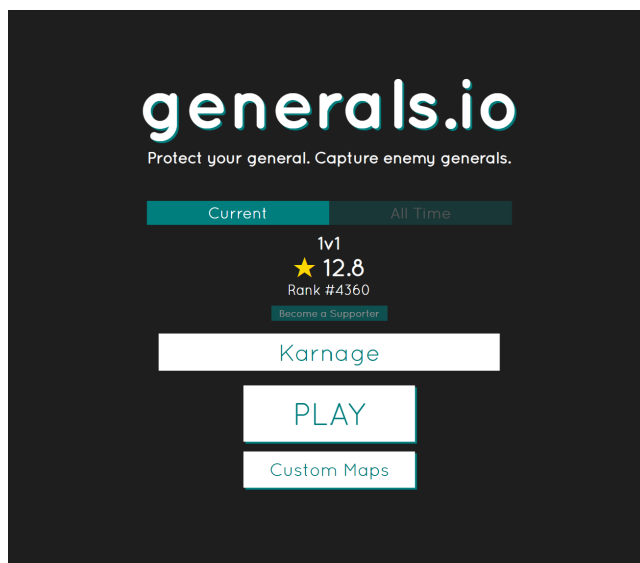 generals.io
Protect your general. Capture enemy generals.
Current All Time
1v1
★ 12.8
Rank #4360
Become a Supporter
Karnage
PLAY
Custom Maps